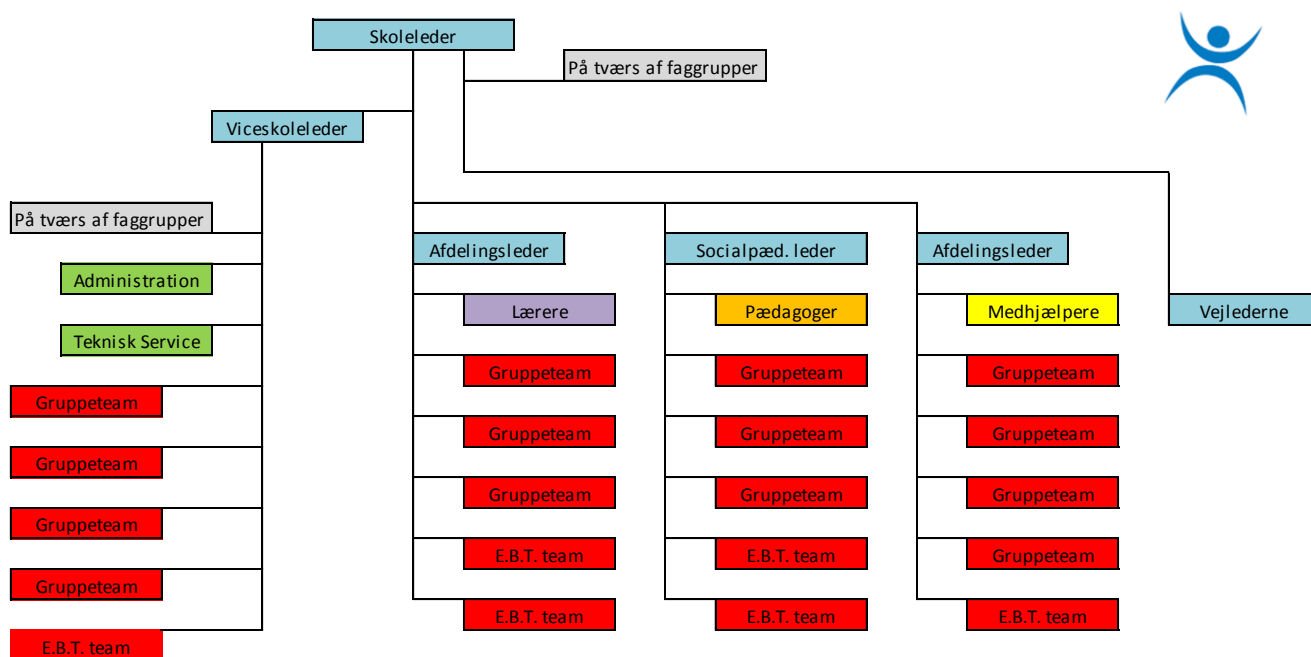 Skoleleder
På tværs af faggrupper
Viceskoleleder
På tværs af faggrupper
Afdelingsleder
Socialpæd. leder
Afdelingsleder
Administration
Lærere
Pædagoger
Medhjælpere
Vejlederne
Teknisk Service
Gruppeteam
Gruppeteam
Gruppeteam
Gruppeteam
Gruppeteam
Gruppeteam
Gruppeteam
Gruppeteam
Gruppeteam
Gruppeteam
Gruppeteam
Gruppeteam
Gruppeteam
E.B.T. team
E.B.T. team
Gruppeteam
Gruppeteam
E.B.T. team
E.B.T. team
E.B.T. team
E.B.T. team